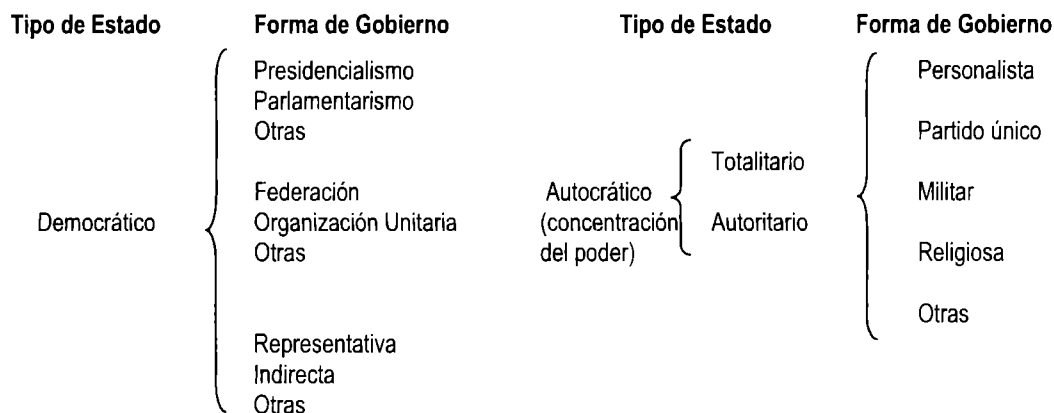 Tipo de Estado
Forma de Gobierno
Presidencialismo
Parlamentarismo
Otras
Federación
Democrático
Organización Unitaria
Otras
Representativa
Indirecta
Otras
Tipo de Estado
Forma de Gobierno
Autocrático
(concentración
del poder)
Totalitario
Autoritario
Personalista
Partido único
Militar
Religiosa
Otras